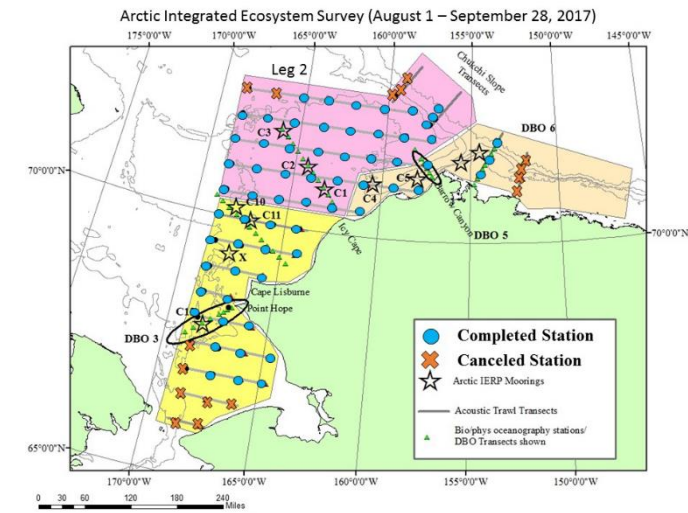 Arctic Integrated Ecosystem Survey (August 1 – September 28, 2017)
175°0'0"W
170°0'0"W
165°0'0"W
160°0'0"W
155°0'0"W
150°0'0"W
145°0'0"W
Leg 2
Chukchi Slope
Transects
DBO 6
C3
C2
C1
C4
C5
Barrow Canyon
DBO 5
70°0'0"N
70°0'0"N
C10
C11
Icy Cape
X
Cape Lisburne
Point Hope
C1
DBO 3
Completed Station
Canceled Station
Arctic IERP Moorings
Acoustic Trawl Transects
Bio/phys oceanography stations/
DBO Transects shown
65°0'0"N
170°0'0"W
165°0'0"W
160°0'0"W
155°0'0"W
150°0'0"W
0 30 60 120 180 240
Miles